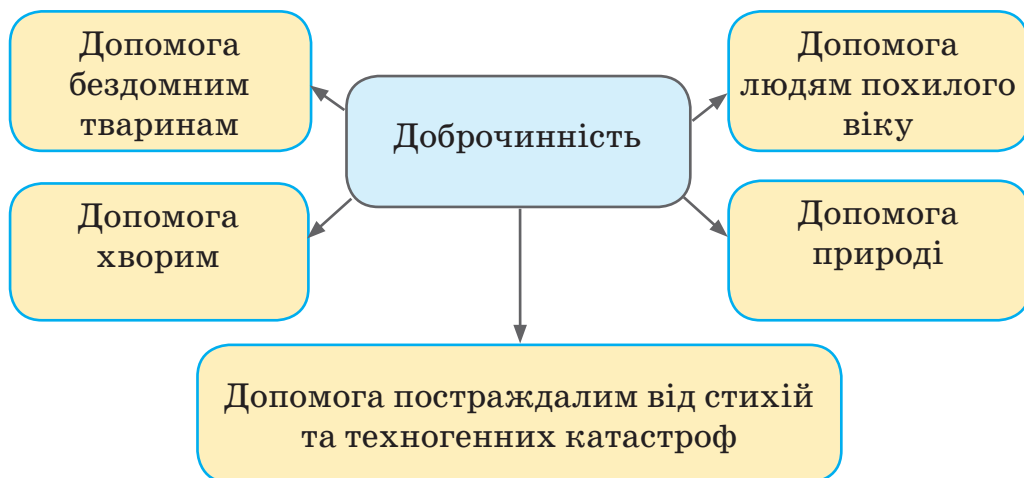 Допомога
бездомним
тваринам
Доброчинність
Допомога
людям похилого
віку
Допомога
хворим
Допомога
природі
Допомога постраждалим від стихій
та техногенних катастроф